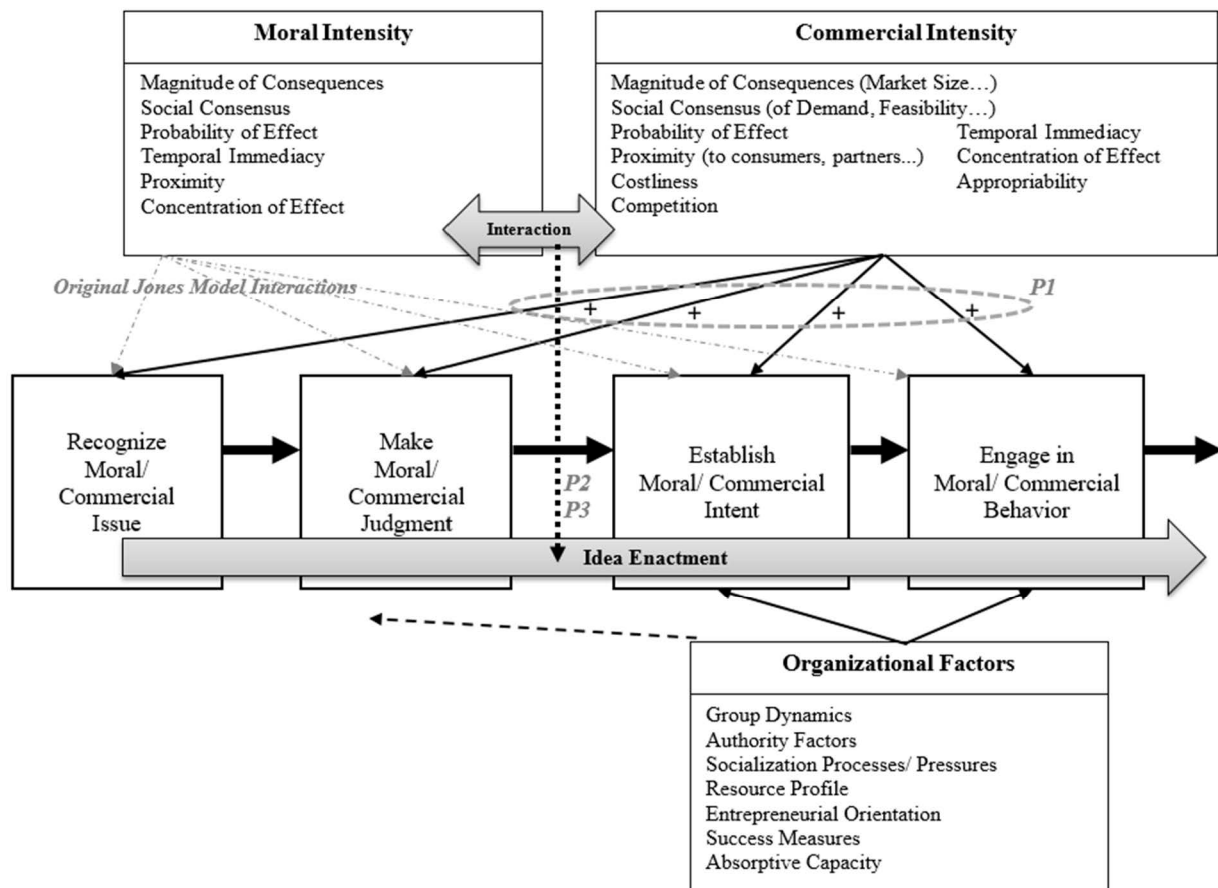 Moral Intensity
Magnitude of Consequences
Social Consensus
Probability of Effect
Temporal Immediacy
Proximity
Concentration of Effect
Commercial Intensity
Magnitude of Consequences (Market Size…)
Social Consensus (of Demand, Feasibility…)
Probability of Effect
Temporal Immediacy
Proximity (to consumers, partners...)
Concentration of Effect
Costliness
Appropriability
Competition
Interaction
Original Jones Model Interactions
P1
+
+
+
+
Recognize
Moral/
Commercial
Issue
Make
Moral/
Commercial
Judgment
P2
P3
Establish
Moral/ Commercial
Intent
Engage in
Moral/ Commercial
Behavior
Idea Enactment
Organizational Factors
Group Dynamics
Authority Factors
Socialization Processes/ Pressures
Resource Profile
Entrepreneurial Orientation
Success Measures
Absorptive Capacity